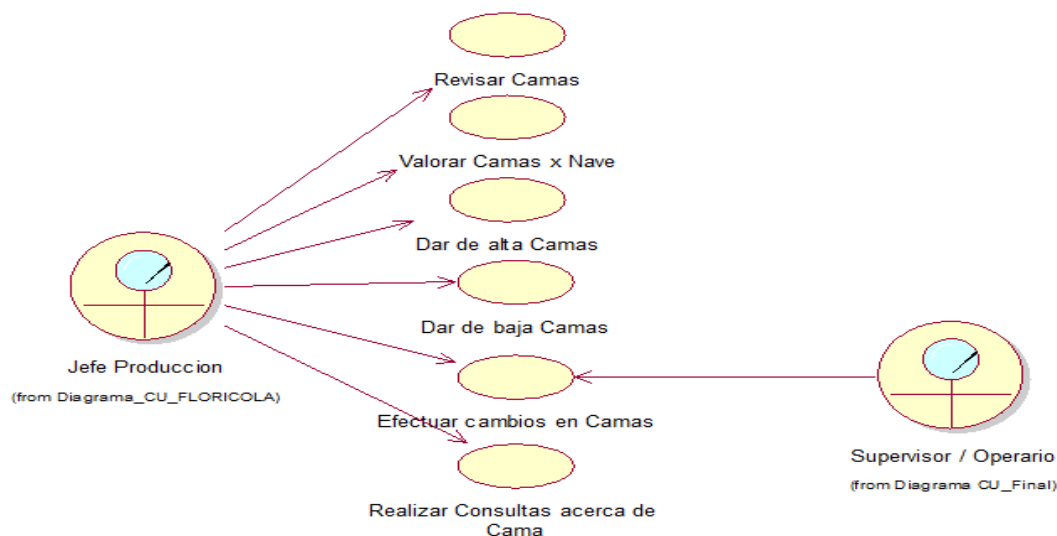 Revisar Camas
Valorar Camas x Nave
Dar de alta Camas
Dar de baja Camas
Jefe Produccion
(from Diagrama_CU_FLORICOLA)
Efectuar cambios en Camas
Supervisor / Operario
(from Diagrama CU_Final)
Realizar Consultas acerca de
Cama